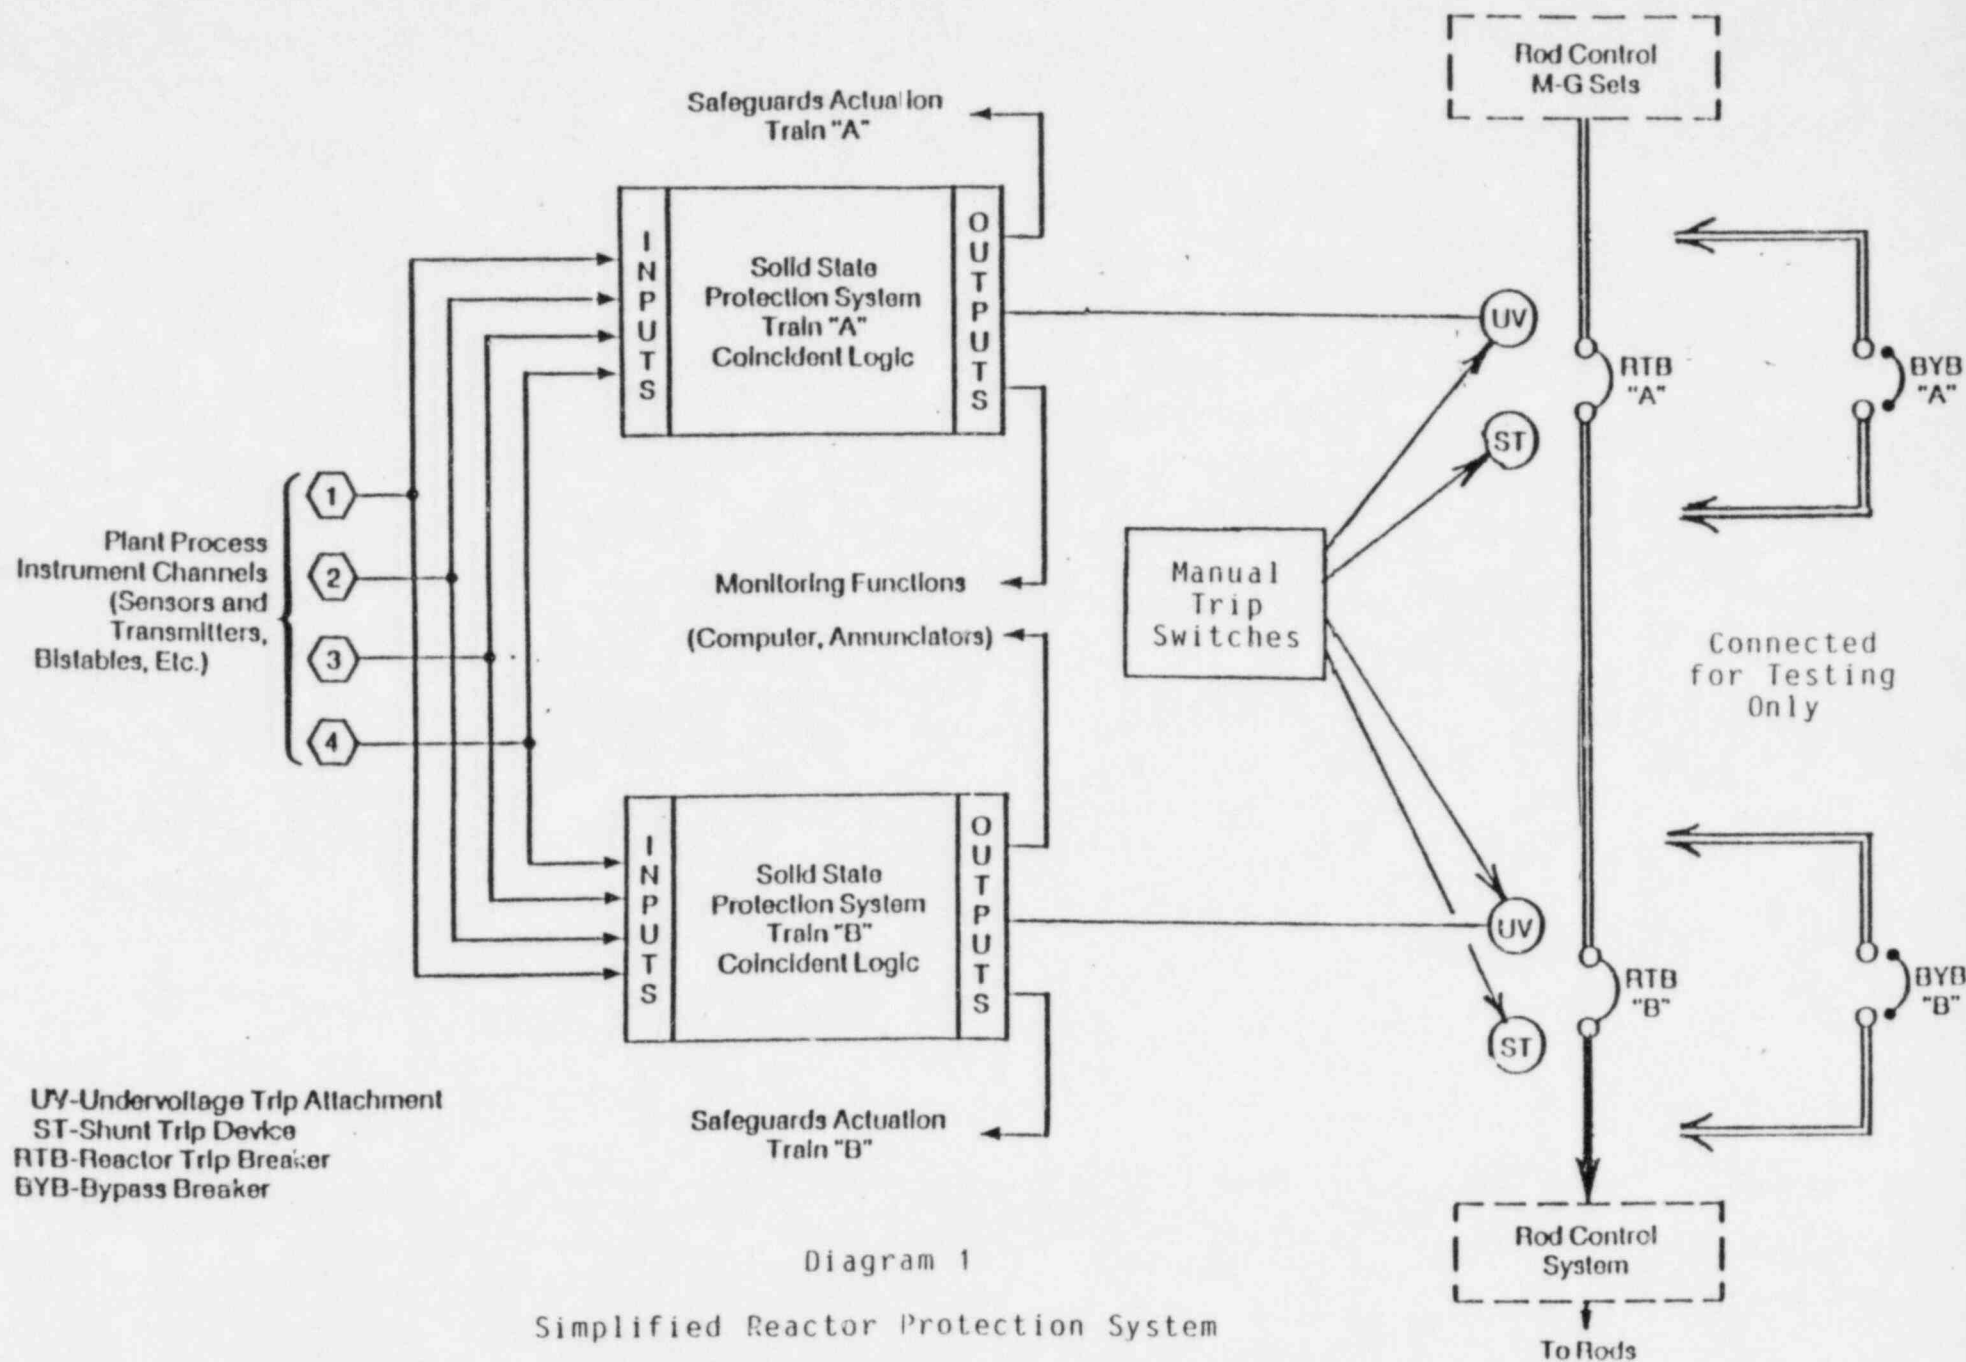 Rod Control
M-G Sets
Safeguards Actuation
Train "A"
INPUTS
Solid State
Protection System
Train "A"
Coincident Logic
OUTPUTS
UV
ST
RTB
"A"
BYB
"A"
Plant Process
Instrument Channels
(Sensors and
Transmitters,
Bistables, Etc.)
1
2
3
4
Monitoring Functions
(Computer, Annunciators)
Manual
Trip
Switches
Connected
for Testing
Only
INPUTS
Solid State
Protection System
Train "B"
Coincident Logic
OUTPUTS
UV
ST
RTB
"B"
BYB
"B"
Safeguards Actuation
Train "B"
UV-Undervoltage Trip Attachment
ST-Shunt Trip Device
RTB-Reactor Trip Breaker
BYB-Bypass Breaker
Rod Control
System
To Rods
Diagram 1
Simplified Reactor Protection System